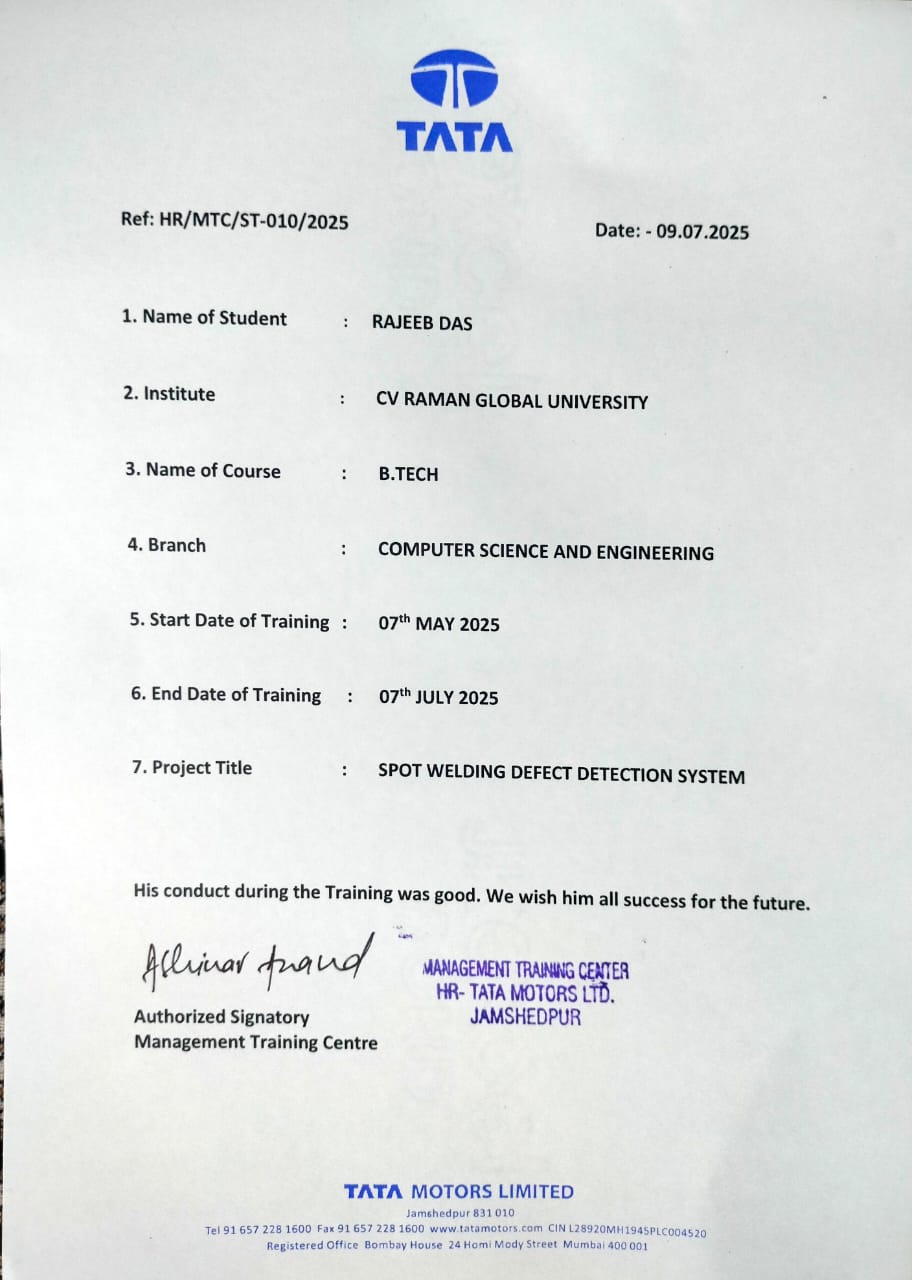 TATA
Ref: HR/MTC/ST-010/2025
Date: - 09.07.2025
1. Name of Student : RAJEEB DAS
2. Institute : CV RAMAN GLOBAL UNIVERSITY
3. Name of Course : B.TECH
4. Branch : COMPUTER SCIENCE AND ENGINEERING
5. Start Date of Training : 07th MAY 2025
6. End Date of Training : 07th JULY 2025
7. Project Title : SPOT WELDING DEFECT DETECTION SYSTEM
His conduct during the Training was good. We wish him all success for the future.
Anand
MANAGEMENT TRAINING CENTER
HR- TATA MOTORS LTD.
JAMSHEDPUR
Authorized Signatory
Management Training Centre
TATA MOTORS LIMITED
Jamshedpur 831 010
Tel 91 657 228 1600 Fax 91 657 228 1600 www.tatamotors.com CIN L28920MH1945PLC004520
Registered Office Bombay House 24 Homi Mody Street Mumbai 400 001